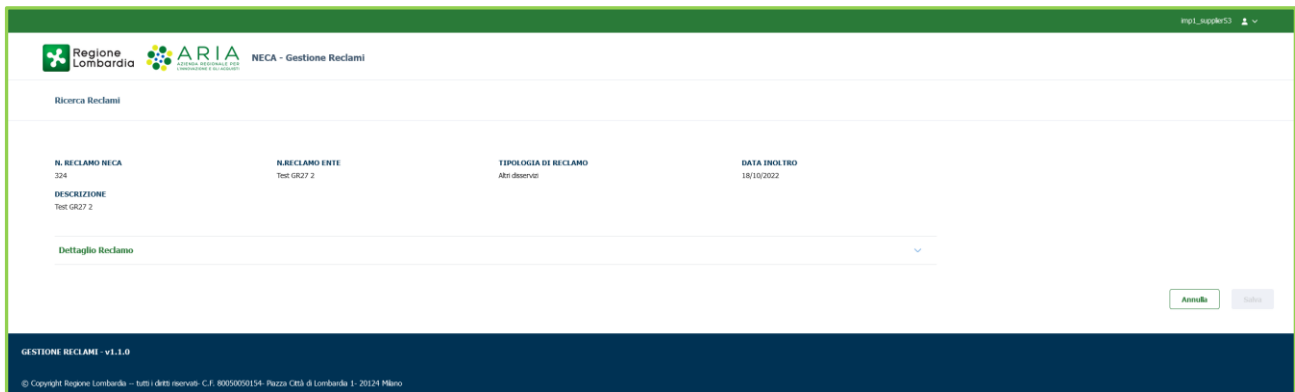 imp1_supplier53
Regione Lombardia
ARIA
AZIENDA REGIONALE PER L'INNOVAZIONE E GLI ACQUISTI
NECA - Gestione Reclami
Ricerca Reclami
N. RECLAMO NECA N.RECLAMO ENTE TIPOLOGIA DI RECLAMO DATA INOLTRO
324 Test GR27 2 Altri disservizi 18/10/2022
DESCRIZIONE
Test GR27 2
Dettaglio Reclamo
Annulla Salva
GESTIONE RECLAMI - v1.1.0
© Copyright Regione Lombardia -- tutti i diritti riservati- C.F. 80050050154- Piazza Città di Lombardia 1- 20124 Milano